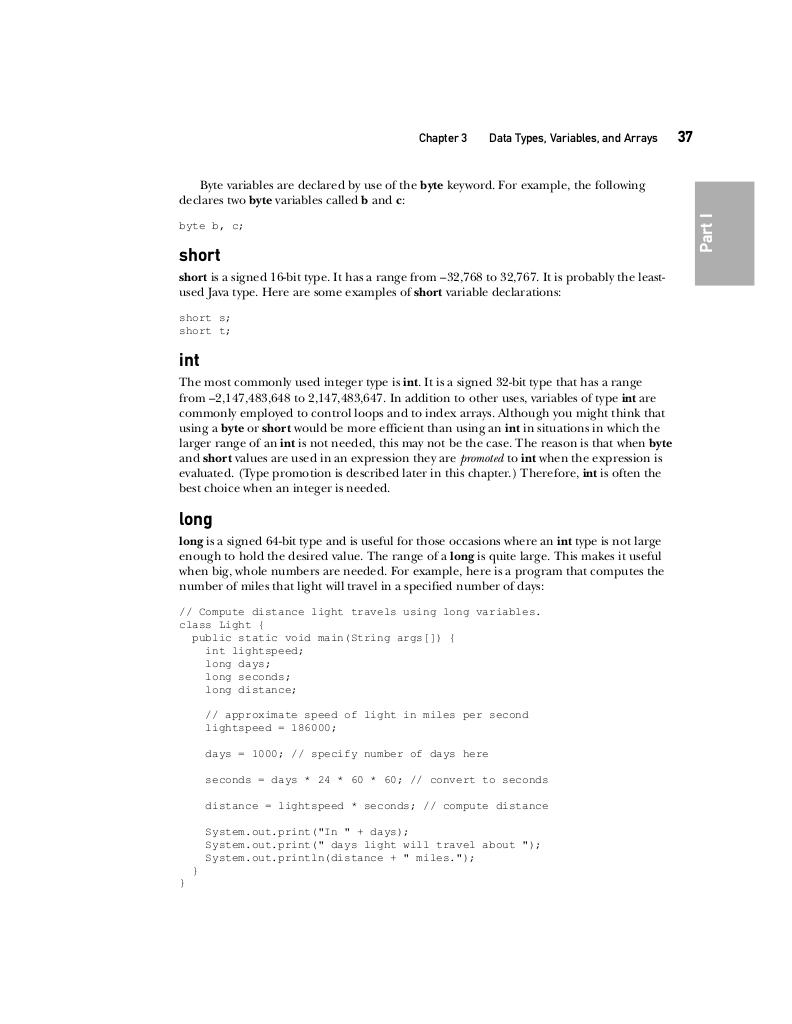 Chapter 3 Data Types, Variables, and Arrays 37
Part I
Byte variables are declared by use of the byte keyword. For example, the following
declares two byte variables called b and c:
byte b, c;
short
short is a signed 16-bit type. It has a range from –32,768 to 32,767. It is probably the least-
used Java type. Here are some examples of short variable declarations:
short s;
short t;
int
The most commonly used integer type is int. It is a signed 32-bit type that has a range
from –2,147,483,648 to 2,147,483,647. In addition to other uses, variables of type int are
commonly employed to control loops and to index arrays. Although you might think that
using a byte or short would be more efficient than using an int in situations in which the
larger range of an int is not needed, this may not be the case. The reason is that when byte
and short values are used in an expression they are promoted to int when the expression is
evaluated. (Type promotion is described later in this chapter.) Therefore, int is often the
best choice when an integer is needed.
long
long is a signed 64-bit type and is useful for those occasions where an int type is not large
enough to hold the desired value. The range of a long is quite large. This makes it useful
when big, whole numbers are needed. For example, here is a program that computes the
number of miles that light will travel in a specified number of days:
// Compute distance light travels using long variables.
class Light {
  public static void main(String args[]) {
    int lightspeed;
    long days;
    long seconds;
    long distance;
    // approximate speed of light in miles per second
    lightspeed = 186000;
    days = 1000; // specify number of days here
    seconds = days * 24 * 60 * 60; // convert to seconds
    distance = lightspeed * seconds; // compute distance
    System.out.print("In " + days);
    System.out.print(" days light will travel about ");
    System.out.println(distance + " miles.");
  }
}